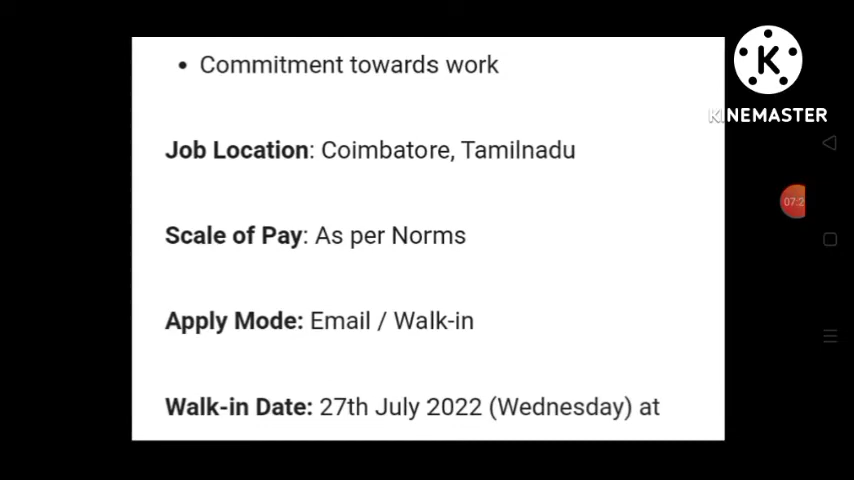 Commitment towards work
KINEMASTER
Job Location: Coimbatore, Tamilnadu
Scale of Pay: As per Norms
Apply Mode: Email / Walk-in
Walk-in Date: 27th July 2022 (Wednesday) at